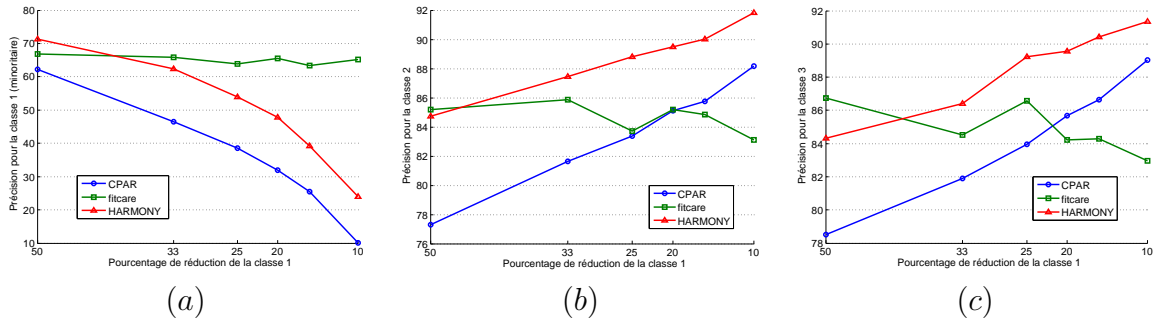 80
70
60
50
40
30
20
10
Précision pour la classe 1 (minoritaire)
CPAR
fitcare
HARMONY
50
33
25
20
10
Pourcentage de réduction de la classe 1
(a)
92
90
88
86
84
82
80
78
76
Précision pour la classe 2
CPAR
fitcare
HARMONY
50
33
25
20
10
Pourcentage de réduction de la classe 1
(b)
92
90
88
86
84
82
80
78
Précision pour la classe 3
CPAR
fitcare
HARMONY
50
33
25
20
10
Pourcentage de réduction de la classe 1
(c)